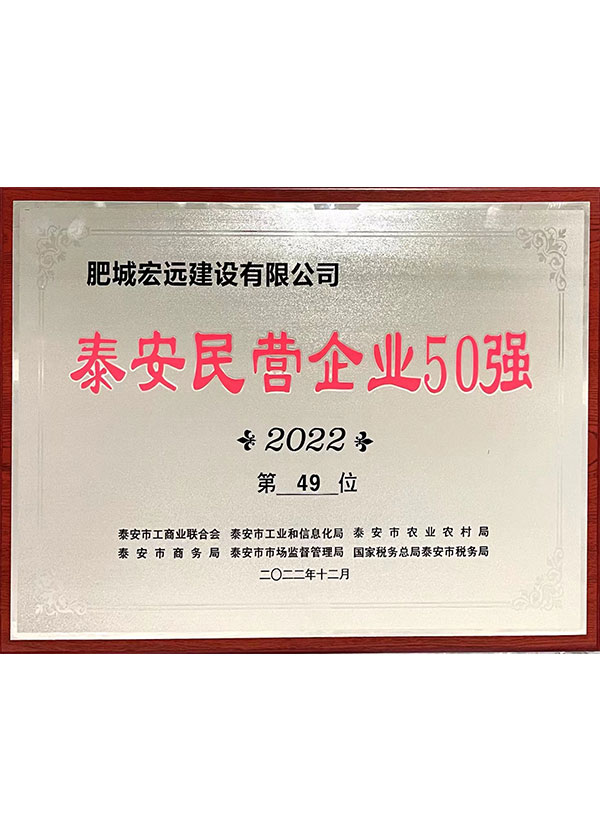 肥城宏远建设有限公司
泰安民营企业50强
2022
第 49 位
泰安市工商业联合会 泰安市工业和信息化局 泰安市农业农村局
泰安市商务局 泰安市市场监督管理局 国家税务总局泰安市税务局
二〇二二年十二月